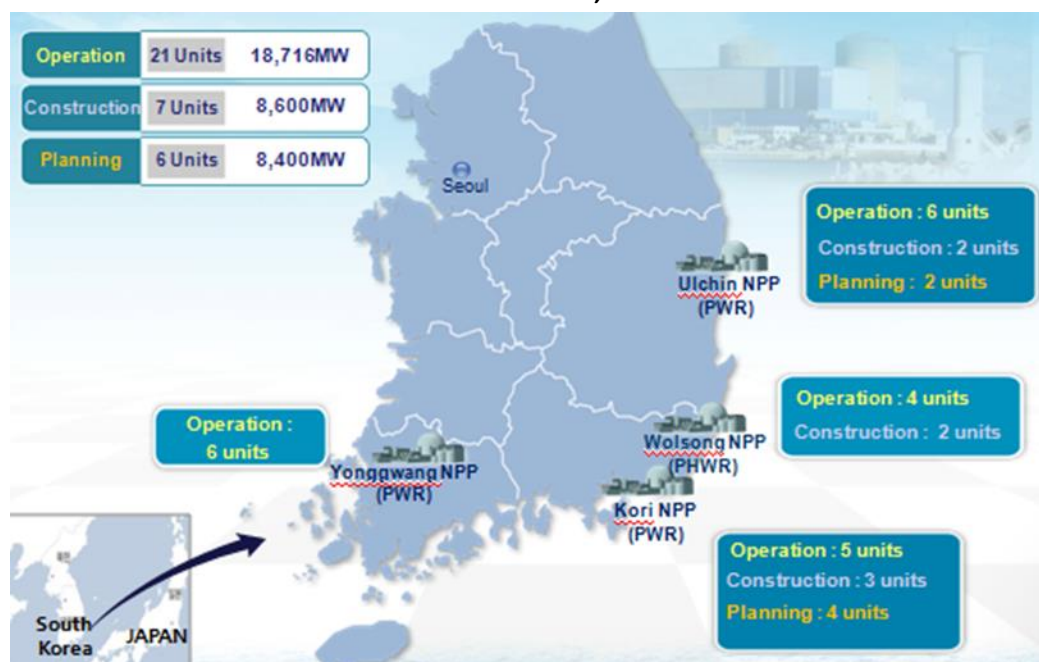 Operation 21 Units 18,716MW
Construction 7 Units 8,600MW
Planning 6 Units 8,400MW
Seoul
Operation : 6 units
Construction : 2 units
Planning : 2 units
Ulchin NPP
(PWR)
Operation : 4 units
Construction : 2 units
Wolsong NPP
(PHWR)
Operation :
6 units
Yonggwang NPP
(PWR)
Kori NPP
(PWR)
Operation : 5 units
Construction : 3 units
Planning : 4 units
South
Korea
JAPAN